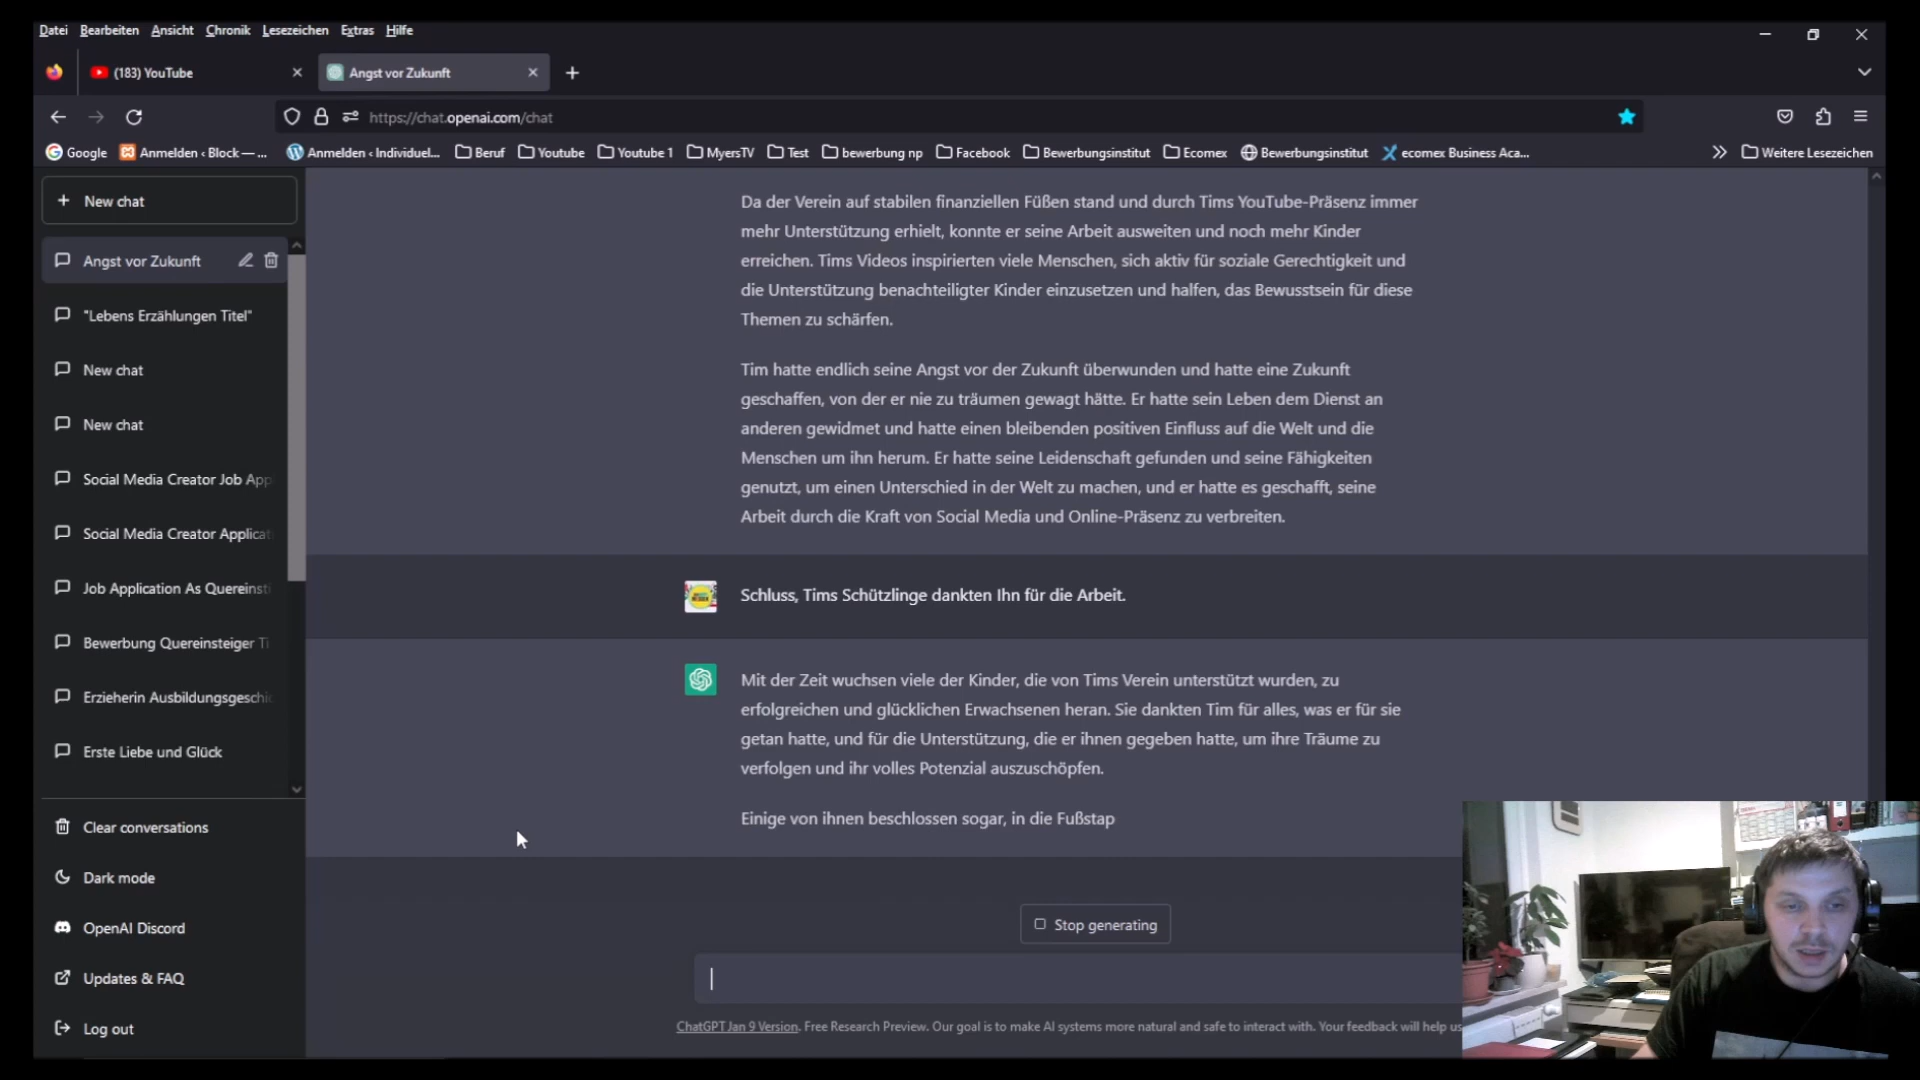 Datei Bearbeiten Ansicht Chronik Lesezeichen Extras Hilfe
(183) YouTube
Angst vor Zukunft
https://chat.openai.com/chat
Google
Anmelden ‹ Block — ...
Anmelden ‹ Individuel...
Beruf
Youtube
Youtube 1
MyersTV
Test
bewerbung np
Facebook
Bewerbungsinstitut
Ecomex
Bewerbungsinstitut
ecomex Business Aca...
Weitere Lesezeichen
+ New chat
Angst vor Zukunft
"Lebens Erzählungen Titel"
New chat
New chat
Social Media Creator Job App
Social Media Creator Applicat
Job Application As Quereinsti
Bewerbung Quereinsteiger Ti
Erzieherin Ausbildungsgeschic
Erste Liebe und Glück
Clear conversations
Dark mode
OpenAI Discord
Updates & FAQ
Log out
Da der Verein auf stabilen finanziellen Füßen stand und durch Tims YouTube-Präsenz immer
mehr Unterstützung erhielt, konnte er seine Arbeit ausweiten und noch mehr Kinder
erreichen. Tims Videos inspirierten viele Menschen, sich aktiv für soziale Gerechtigkeit und
die Unterstützung benachteiligter Kinder einzusetzen und halfen, das Bewusstsein für diese
Themen zu schärfen.
Tim hatte endlich seine Angst vor der Zukunft überwunden und hatte eine Zukunft
geschaffen, von der er nie zu träumen gewagt hätte. Er hatte sein Leben dem Dienst an
anderen gewidmet und hatte einen bleibenden positiven Einfluss auf die Welt und die
Menschen um ihn herum. Er hatte seine Leidenschaft gefunden und seine Fähigkeiten
genutzt, um einen Unterschied in der Welt zu machen, und er hatte es geschafft, seine
Arbeit durch die Kraft von Social Media und Online-Präsenz zu verbreiten.
Schluss, Tims Schützlinge dankten Ihn für die Arbeit.
Mit der Zeit wuchsen viele der Kinder, die von Tims Verein unterstützt wurden, zu
erfolgreichen und glücklichen Erwachsenen heran. Sie dankten Tim für alles, was er für sie
getan hatte, und für die Unterstützung, die er ihnen gegeben hatte, um ihre Träume zu
verfolgen und ihr volles Potenzial auszuschöpfen.
Einige von ihnen beschlossen sogar, in die Fußstap
Stop generating
ChatGPT Jan 9 Version. Free Research Preview. Our goal is to make AI systems more natural and safe to interact with. Your feedback will help us